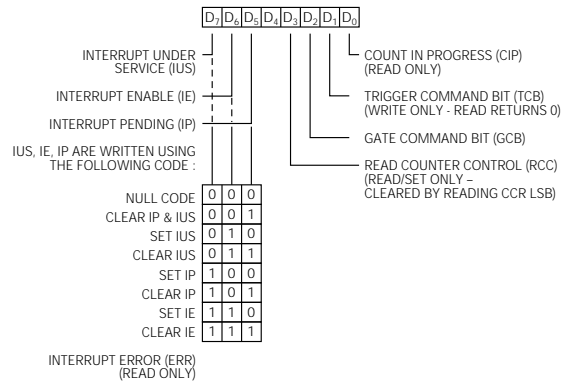 D7 D6 D5 D4 D3 D2 D1 D0
INTERRUPT UNDER
SERVICE (IUS)
INTERRUPT ENABLE (IE)
INTERRUPT PENDING (IP)
IUS, IE, IP ARE WRITTEN USING
THE FOLLOWING CODE :
NULL CODE 0 0 0
CLEAR IP & IUS 0 0 1
SET IUS 0 1 0
CLEAR IUS 0 1 1
SET IP 1 0 0
CLEAR IP 1 0 1
SET IE 1 1 0
CLEAR IE 1 1 1
INTERRUPT ERROR (ERR)
(READ ONLY)
COUNT IN PROGRESS (CIP)
(READ ONLY)
TRIGGER COMMAND BIT (TCB)
(WRITE ONLY - READ RETURNS 0)
GATE COMMAND BIT (GCB)
READ COUNTER CONTROL (RCC)
(READ/SET ONLY –
CLEARED BY READING CCR LSB)